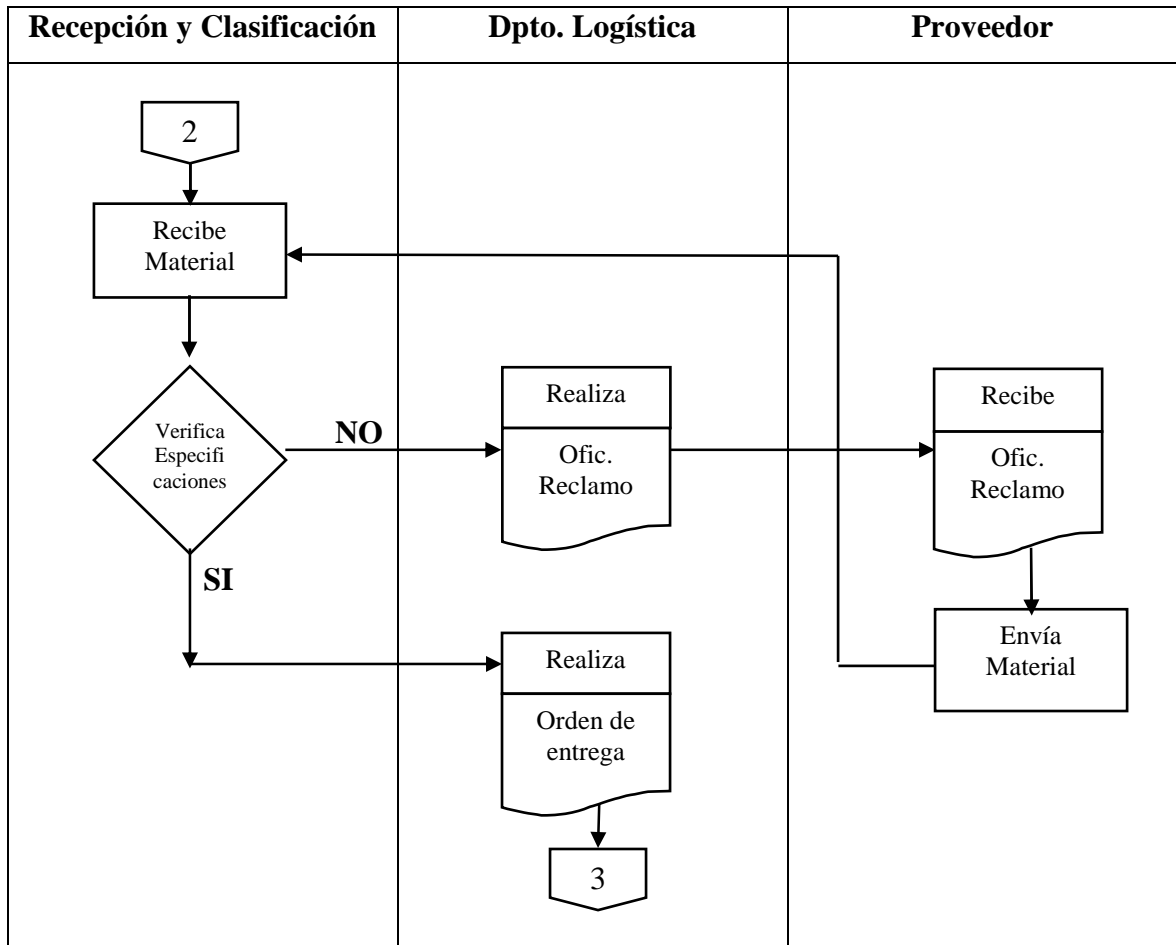 Recepción y Clasificación
Dpto. Logística
Proveedor
2
Recibe
Material
Verifica
Especifi
caciones
NO
Realiza
Ofic.
Reclamo
Recibe
Ofic.
Reclamo
SI
Realiza
Orden de
entrega
Envía
Material
3